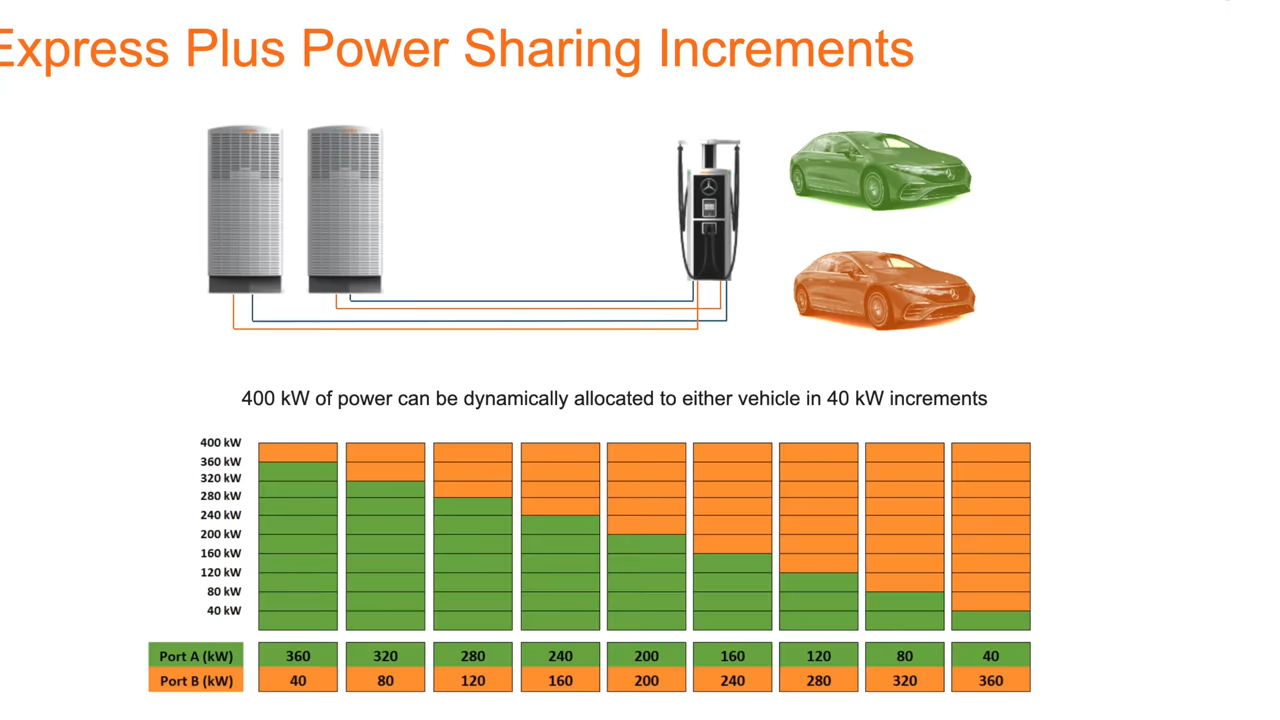 Express Plus Power Sharing Increments
400 kW of power can be dynamically allocated to either vehicle in 40 kW increments
400 kW
360 kW
320 kW
280 kW
240 kW
200 kW
160 kW
120 kW
80 kW
40 kW
Port A (kW) 360 320 280 240 200 160 120 80 40
Port B (kW) 40 80 120 160 200 240 280 320 360